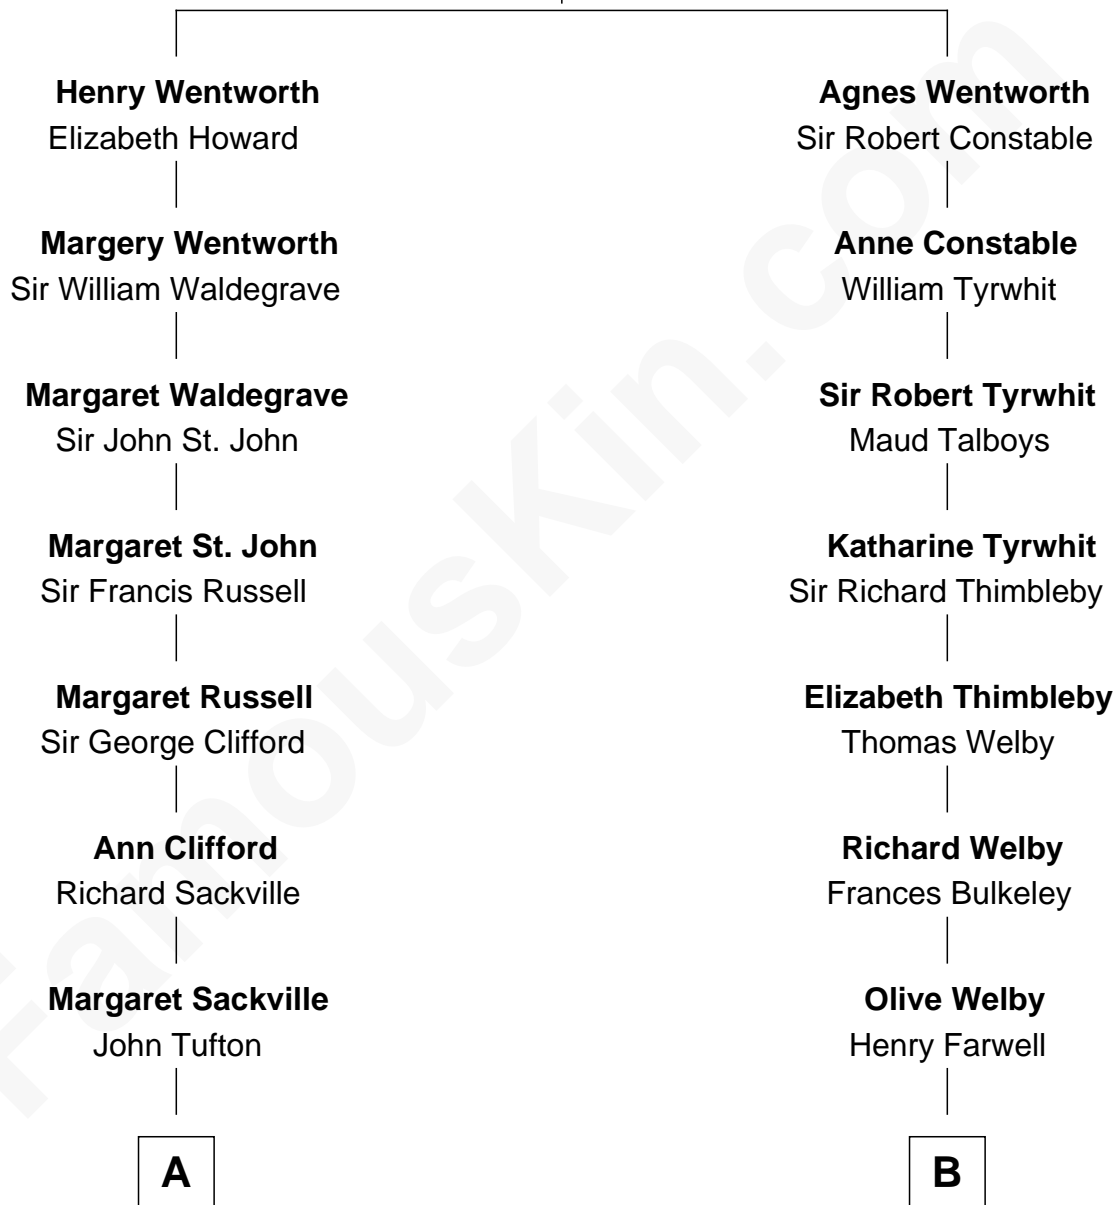 Henry Wentworth
Elizabeth Howard
Margery Wentworth
Sir William Waldegrave
Margaret Waldegrave
Sir John St. John
Margaret St. John
Sir Francis Russell
Margaret Russell
Sir George Clifford
Ann Clifford
Richard Sackville
Margaret Sackville
John Tufton
A
Agnes Wentworth
Sir Robert Constable
Anne Constable
William Tyrwhit
Sir Robert Tyrwhit
Maud Talboys
Katharine Tyrwhit
Sir Richard Thimbleby
Elizabeth Thimbleby
Thomas Welby
Richard Welby
Frances Bulkeley
Olive Welby
Henry Farwell
B
FamousKin.com